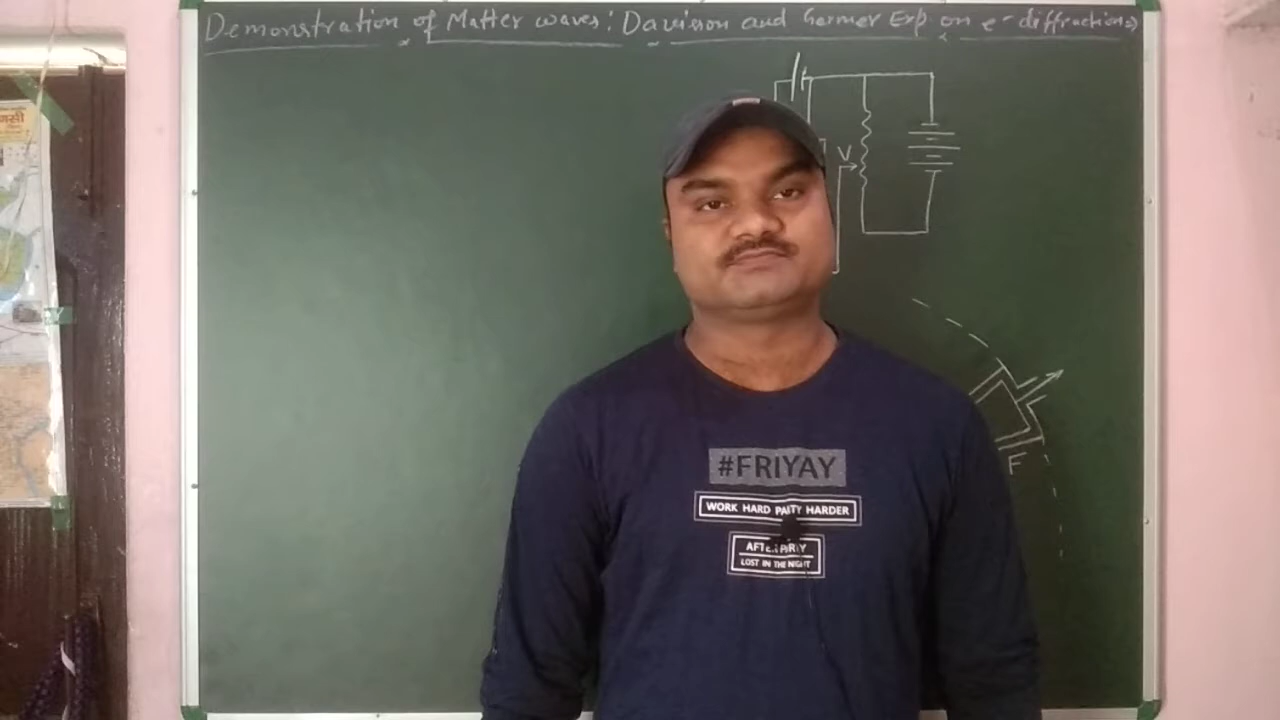 Demonstration of Matter waves: Davisson and Germer Exp. on e- diffraction
V
F
#FRIYAY
WORK HARD PARTY HARDER
AFTER PARTY
LOST IN THE NIGHT